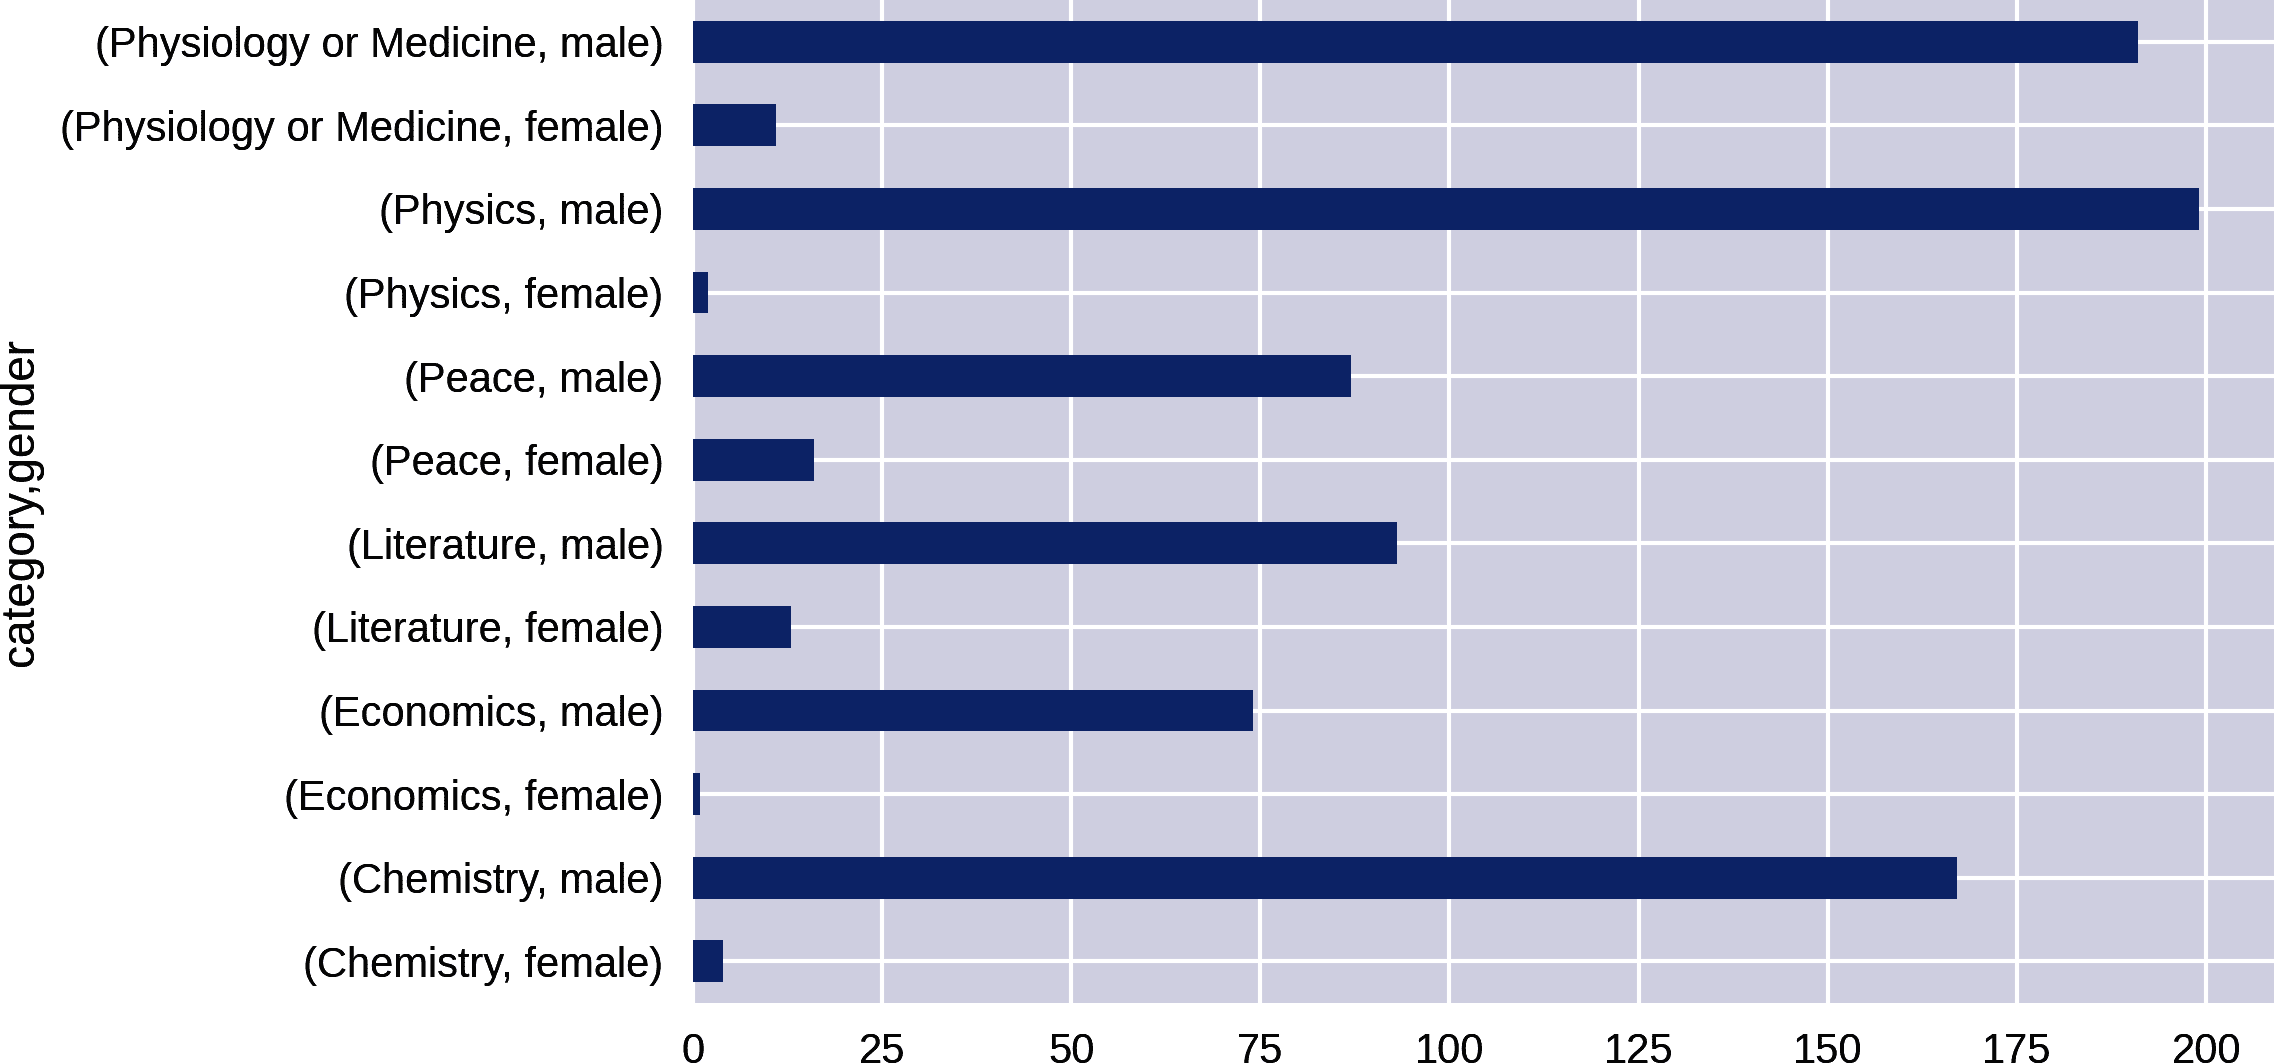 (Physiology or Medicine, male)
(Physiology or Medicine, female)
(Physics, male)
(Physics, female)
(Peace, male)
(Peace, female)
(Literature, male)
(Literature, female)
(Economics, male)
(Economics, female)
(Chemistry, male)
(Chemistry, female)
category,gender
0 25 50 75 100 125 150 175 200